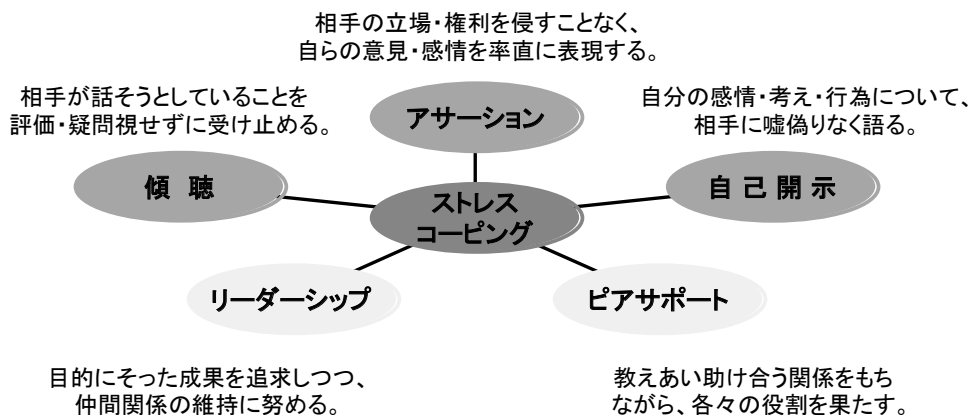 相手の立場・権利を侵すことなく、
自らの意見・感情を率直に表現する。
相手が話そうとしていることを
評価・疑問視せずに受け止める。
アサーション
自分の感情・考え・行為について、
相手に嘘偽りなく語る。
傾 聴
ストレス
コーピング
自 己 開 示
リーダーシップ
ピアサポート
目的にそった成果を追求しつつ、
仲間関係の維持に努める。
教えあい助け合う関係をもち
ながら、各々の役割を果たす。